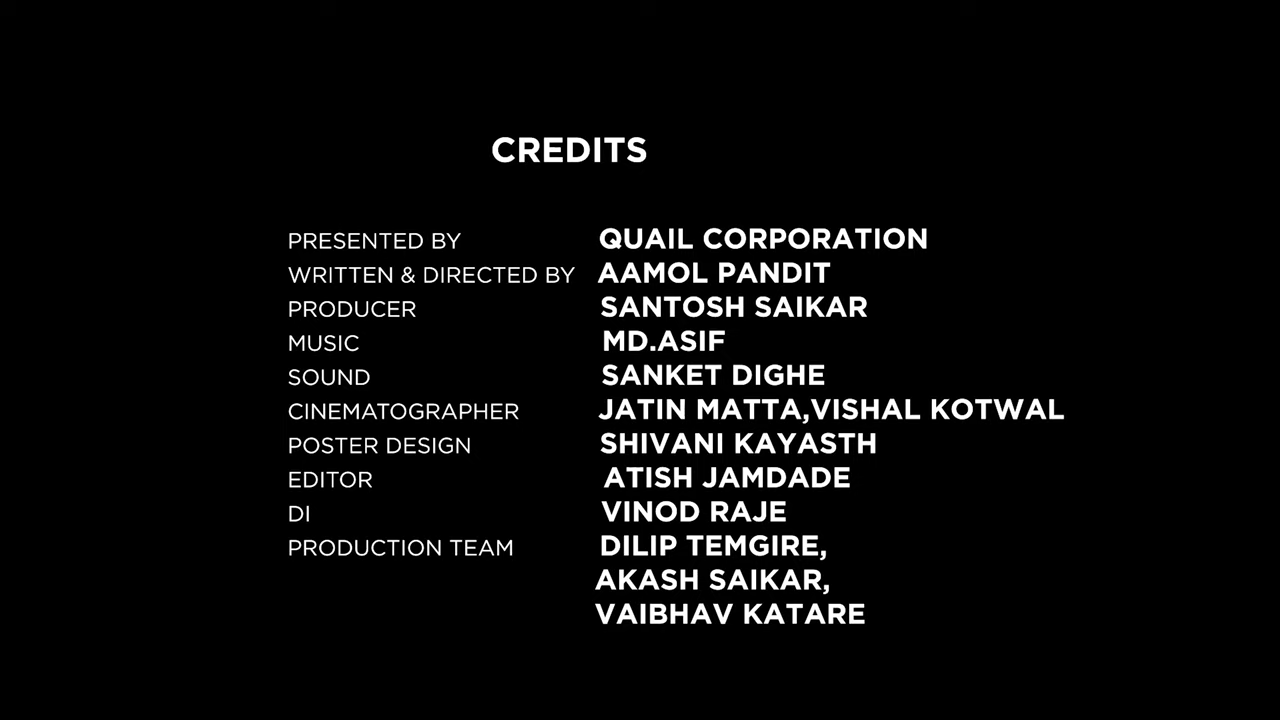 CREDITS
PRESENTED BY QUAIL CORPORATION
WRITTEN & DIRECTED BY AAMOL PANDIT
PRODUCER SANTOSH SAIKAR
MUSIC MD.ASIF
SOUND SANKET DIGHE
CINEMATOGRAPHER JATIN MATTA,VISHAL KOTWAL
POSTER DESIGN SHIVANI KAYASTH
EDITOR ATISH JAMDADE
DI VINOD RAJE
PRODUCTION TEAM DILIP TEMGIRE,
AKASH SAIKAR,
VAIBHAV KATARE